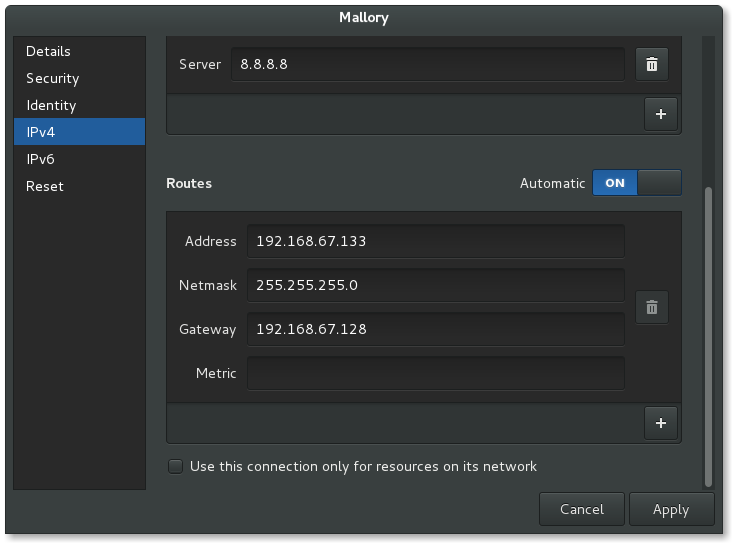 Mallory
Details
Security
Identity
IPv4
IPv6
Reset
Server 8.8.8.8
+
Routes Automatic ON
Address 192.168.67.133
Netmask 255.255.255.0
Gateway 192.168.67.128
Metric
+
Use this connection only for resources on its network
Cancel Apply